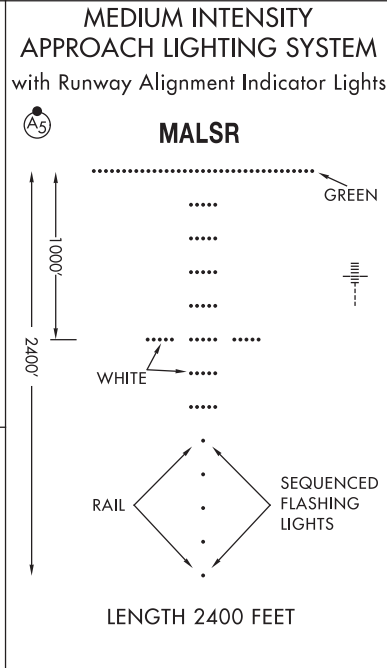 MEDIUM INTENSITY
APPROACH LIGHTING SYSTEM
with Runway Alignment Indicator Lights
A5
MALSR
GREEN
1000'
2400'
WHITE
RAIL
SEQUENCED
FLASHING
LIGHTS
LENGTH 2400 FEET